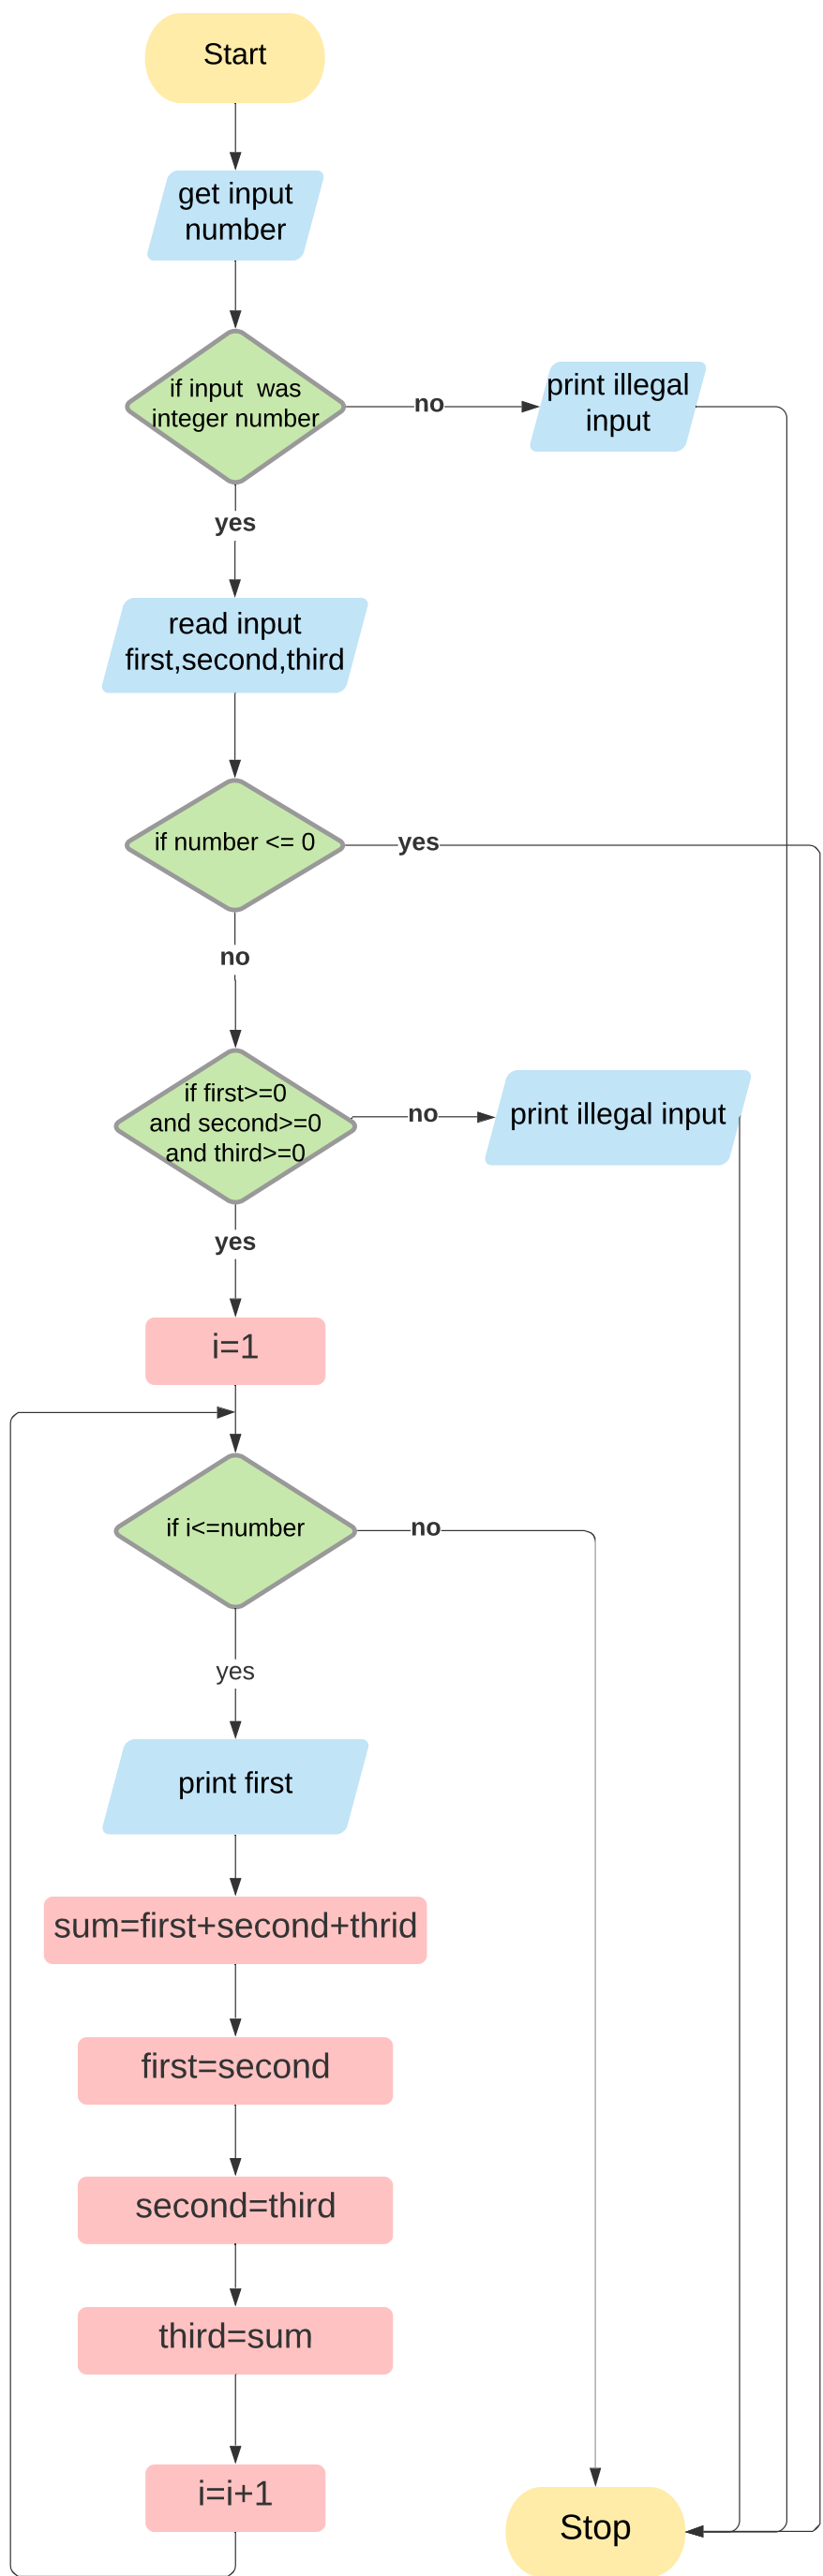 Start
get input
number
if input  was
integer number
no
print illegal
input
yes
read input
first,second,third
if number <= 0
yes
no
if first>=0
and second>=0
and third>=0
no
print illegal input
yes
i=1
if i<=number
no
yes
print first
sum=first+second+thrid
first=second
second=third
third=sum
i=i+1
Stop